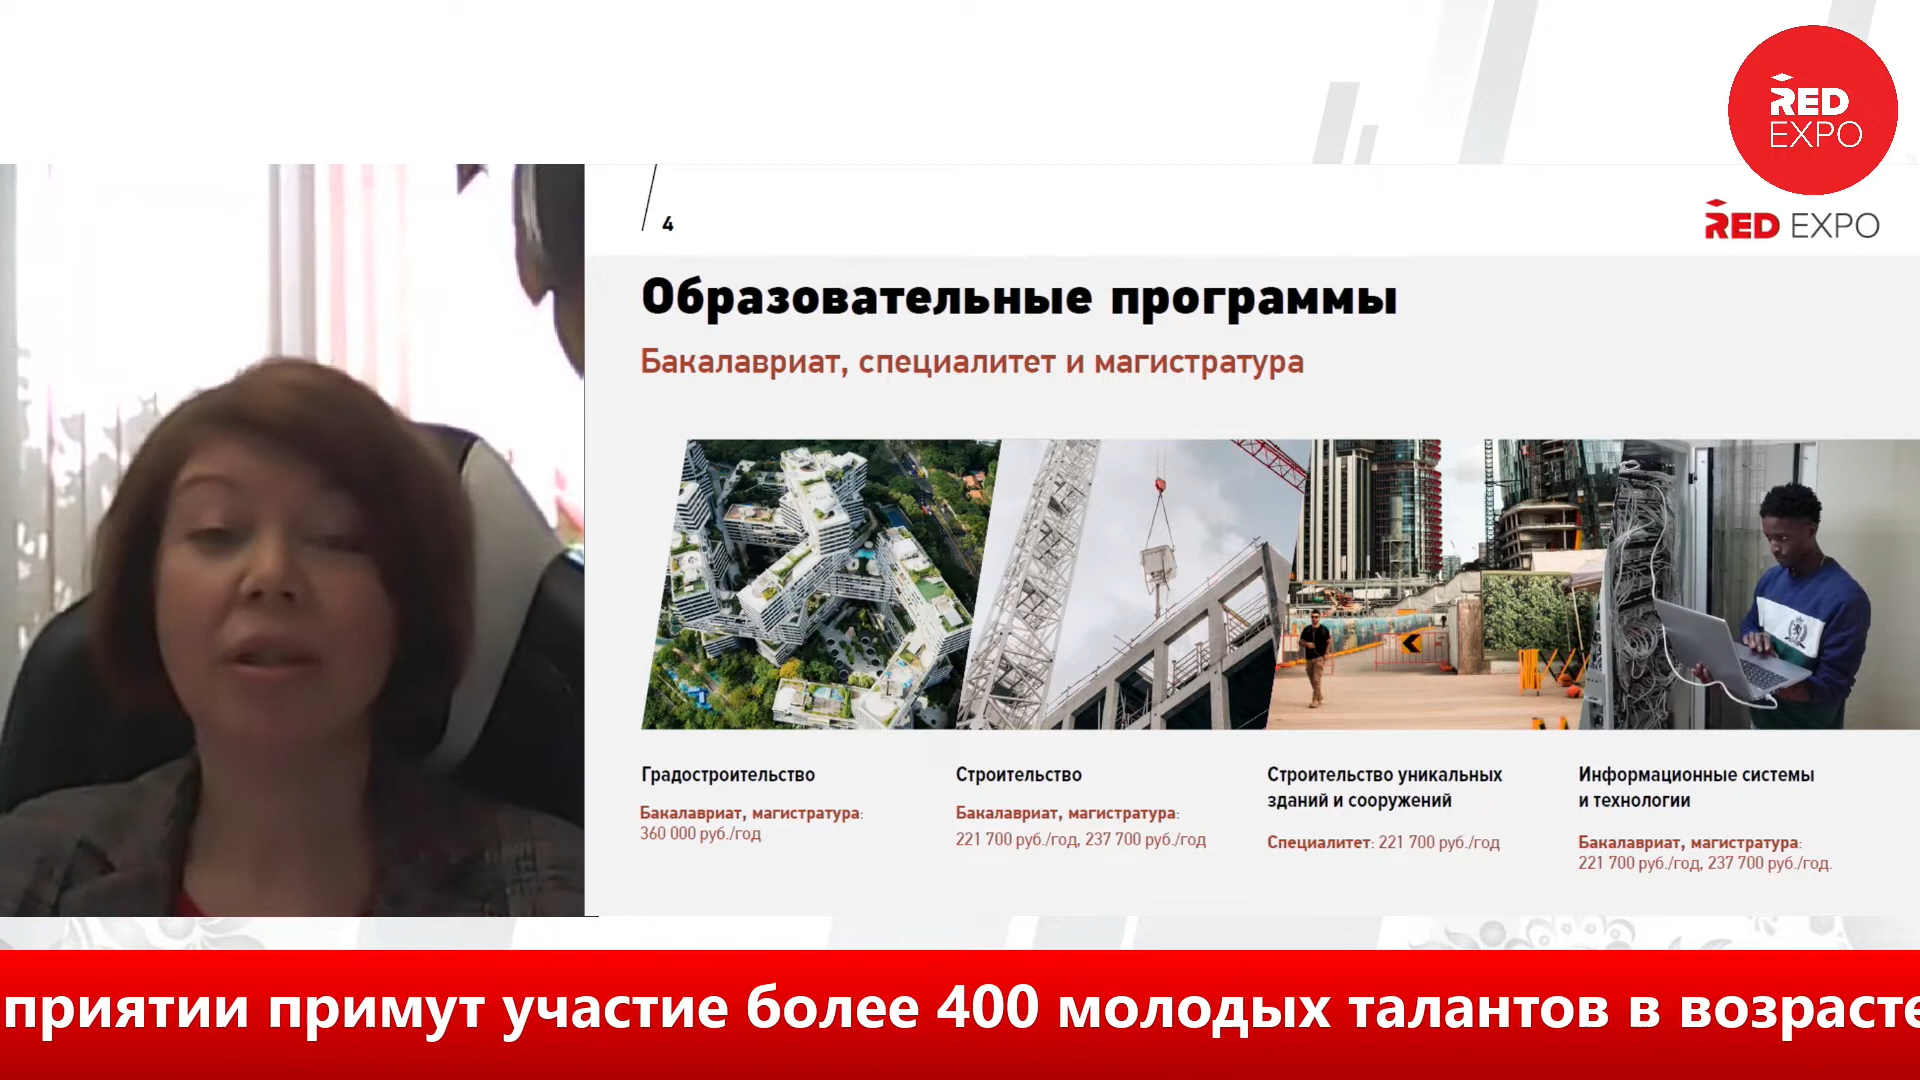 RED
EXPO
4
RED EXPO
Образовательные программы
Бакалавриат, специалитет и магистратура
Градостроительство
Бакалавриат, магистратура:
360 000 руб./год
Строительство
Бакалавриат, магистратура:
221 700 руб./год, 237 700 руб./год
Строительство уникальных
зданий и сооружений
Специалитет: 221 700 руб./год
Информационные системы
и технологии
Бакалавриат, магистратура:
221 700 руб./год, 237 700 руб./год.
приятии примут участие более 400 молодых талантов в возрасте